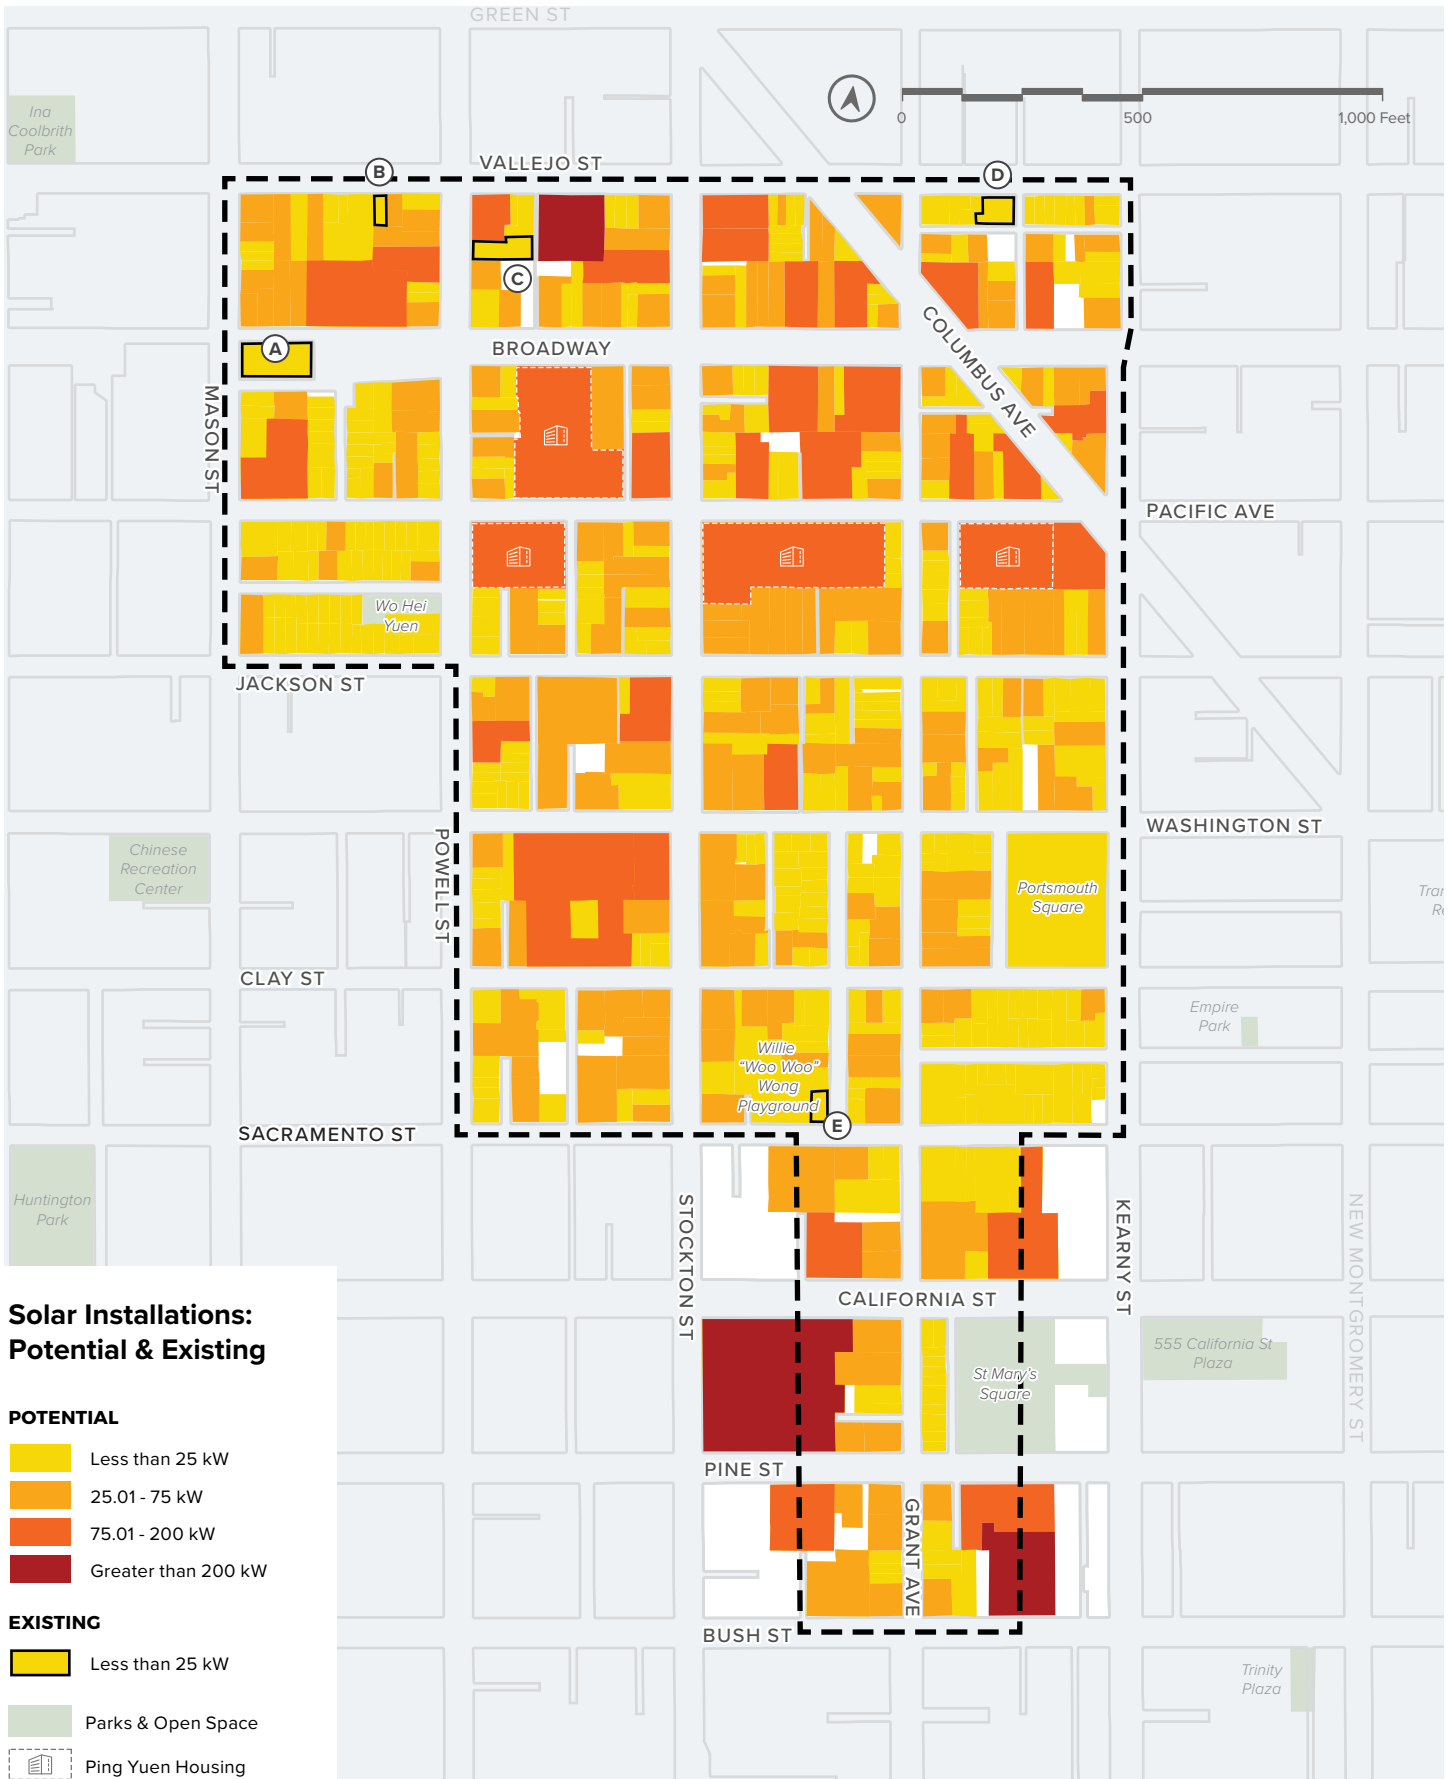 GREEN ST
Ina
Coolbrith
Park
0
500
1,000 Feet
B
VALLEJO ST
D
C
A
BROADWAY
COLUMBUS AVE
MASON ST
PACIFIC AVE
Wo Hei
Yuen
JACKSON ST
WASHINGTON ST
POWELL ST
Chinese
Recreation
Center
Portsmouth
Square
CLAY ST
Empire
Park
Willie
“Woo Woo”
Wong
Playground
E
SACRAMENTO ST
Huntington
Park
STOCKTON ST
KEARNY ST
NEW MONTGROMERY ST
CALIFORNIA ST
St Mary's
Square
555 California St
Plaza
PINE ST
GRANT AVE
BUSH ST
Trinity
Plaza
Solar Installations:
Potential & Existing
POTENTIAL
Less than 25 kW
25.01 - 75 kW
75.01 - 200 kW
Greater than 200 kW
EXISTING
Less than 25 kW
Parks & Open Space
Ping Yuen Housing